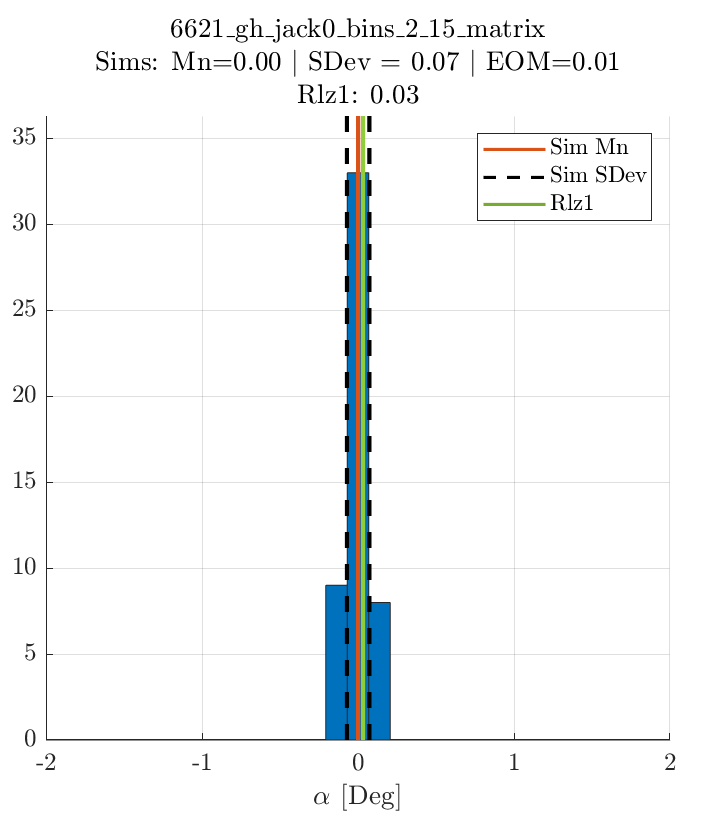 6621_gh_jack0_bins_2_15_matrix
Sims: Mn=0.00 | SDev = 0.07 | EOM=0.01
Rlz1: 0.03
Sim Mn
Sim SDev
Rlz1
35
30
25
20
15
10
5
0
-2 -1 0 1 2
α [Deg]